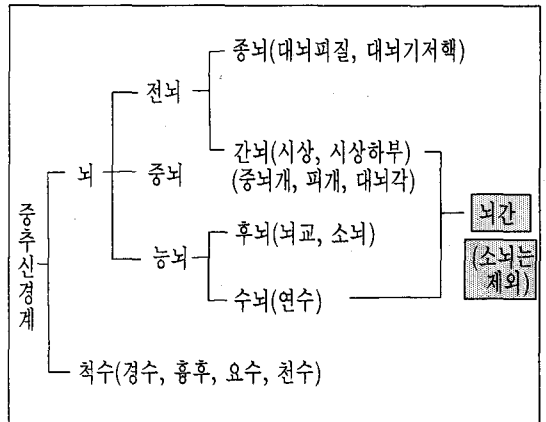 종뇌(대뇌피질, 대뇌기저핵)
전뇌
간뇌(시상, 시상하부)
뇌
중뇌
(중뇌개, 피개, 대뇌각)
뇌간
중추신경계
후뇌(뇌교, 소뇌)
(소뇌는
제외)
능뇌
수뇌(연수)
척수(경수, 흉후, 요수, 천수)